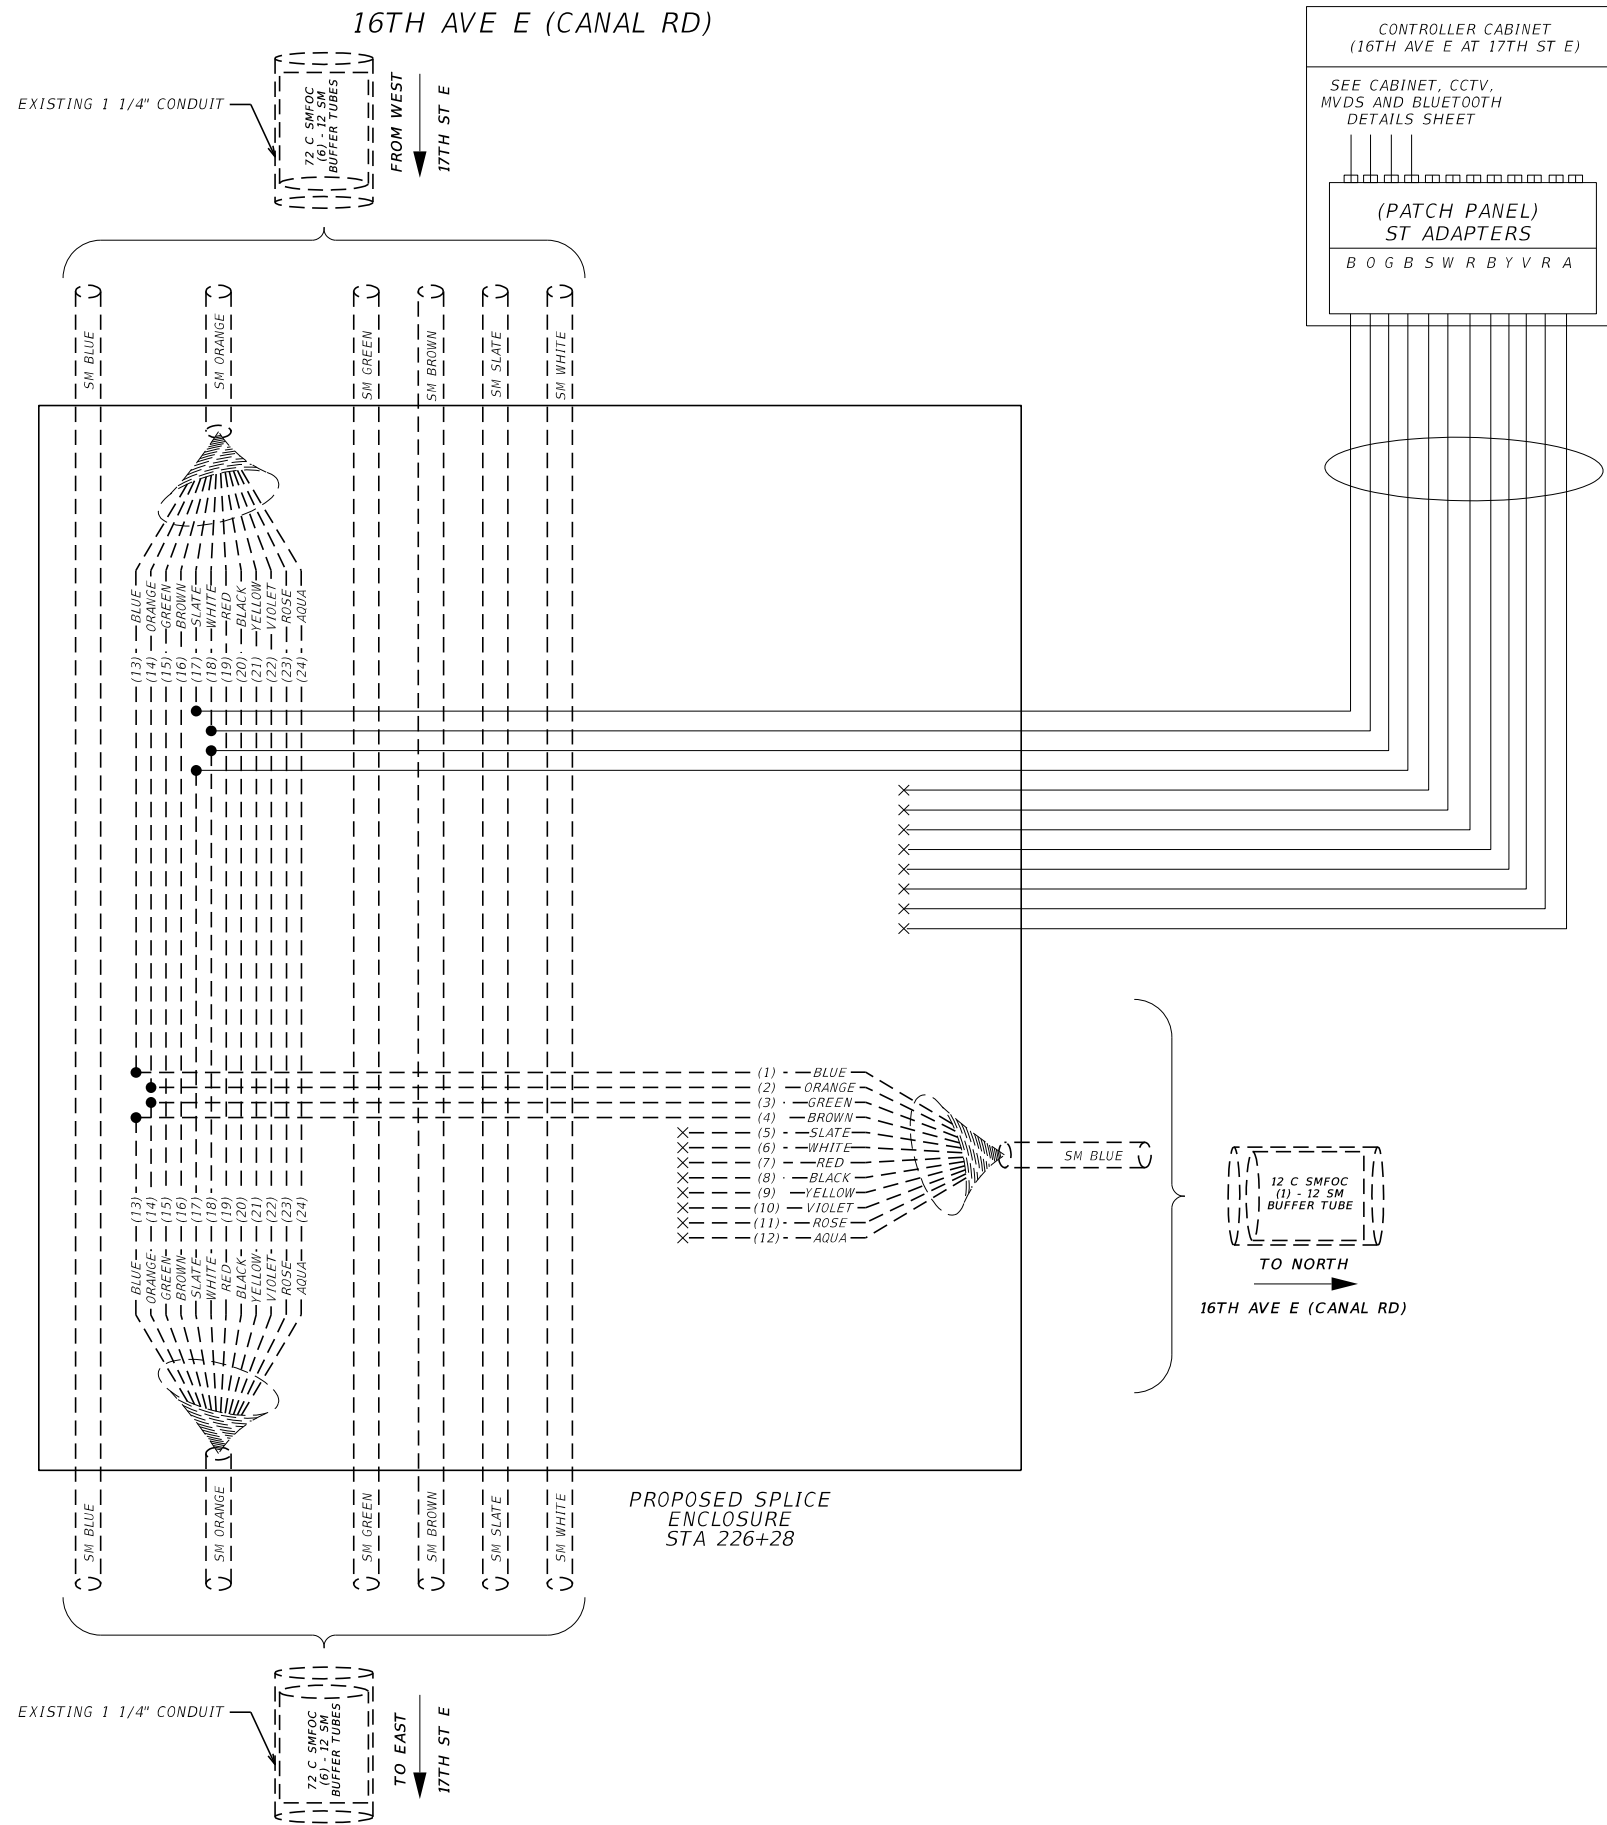 16TH AVE E (CANAL RD)
CONTROLLER CABINET
(16TH AVE E AT 17TH ST E)
SEE CABINET, CCTV,
MVDS AND BLUETOOTH
DETAILS SHEET
(PATCH PANEL)
ST ADAPTERS
B O G B S W R B Y V R A
EXISTING 1 1/4" CONDUIT
72 C SMFOC
(6) - 12 SM
BUFFER TUBES
FROM WEST
17TH ST E
SM BLUE
SM ORANGE
SM GREEN
SM BROWN
SM SLATE
SM WHITE
(13) BLUE
(14) ORANGE
(15) GREEN
(16) BROWN
(17) SLATE
(18) WHITE
(19) RED
(20) BLACK
(21) YELLOW
(22) VIOLET
(23) ROSE
(24) AQUA
(1) BLUE
(2) ORANGE
(3) GREEN
(4) BROWN
(5) SLATE
(6) WHITE
(7) RED
(8) BLACK
(9) YELLOW
(10) VIOLET
(11) ROSE
(12) AQUA
SM BLUE
12 C SMFOC
(1) - 12 SM
BUFFER TUBE
TO NORTH
16TH AVE E (CANAL RD)
BLUE (13)
ORANGE (14)
GREEN (15)
BROWN (16)
SLATE (17)
WHITE (18)
RED (19)
BLACK (20)
YELLOW (21)
VIOLET (22)
ROSE (23)
AQUA (24)
SM BLUE
SM ORANGE
SM GREEN
SM BROWN
SM SLATE
SM WHITE
PROPOSED SPLICE
ENCLOSURE
STA 226+28
EXISTING 1 1/4" CONDUIT
72 C SMFOC
(6) - 12 SM
BUFFER TUBES
TO EAST
17TH ST E